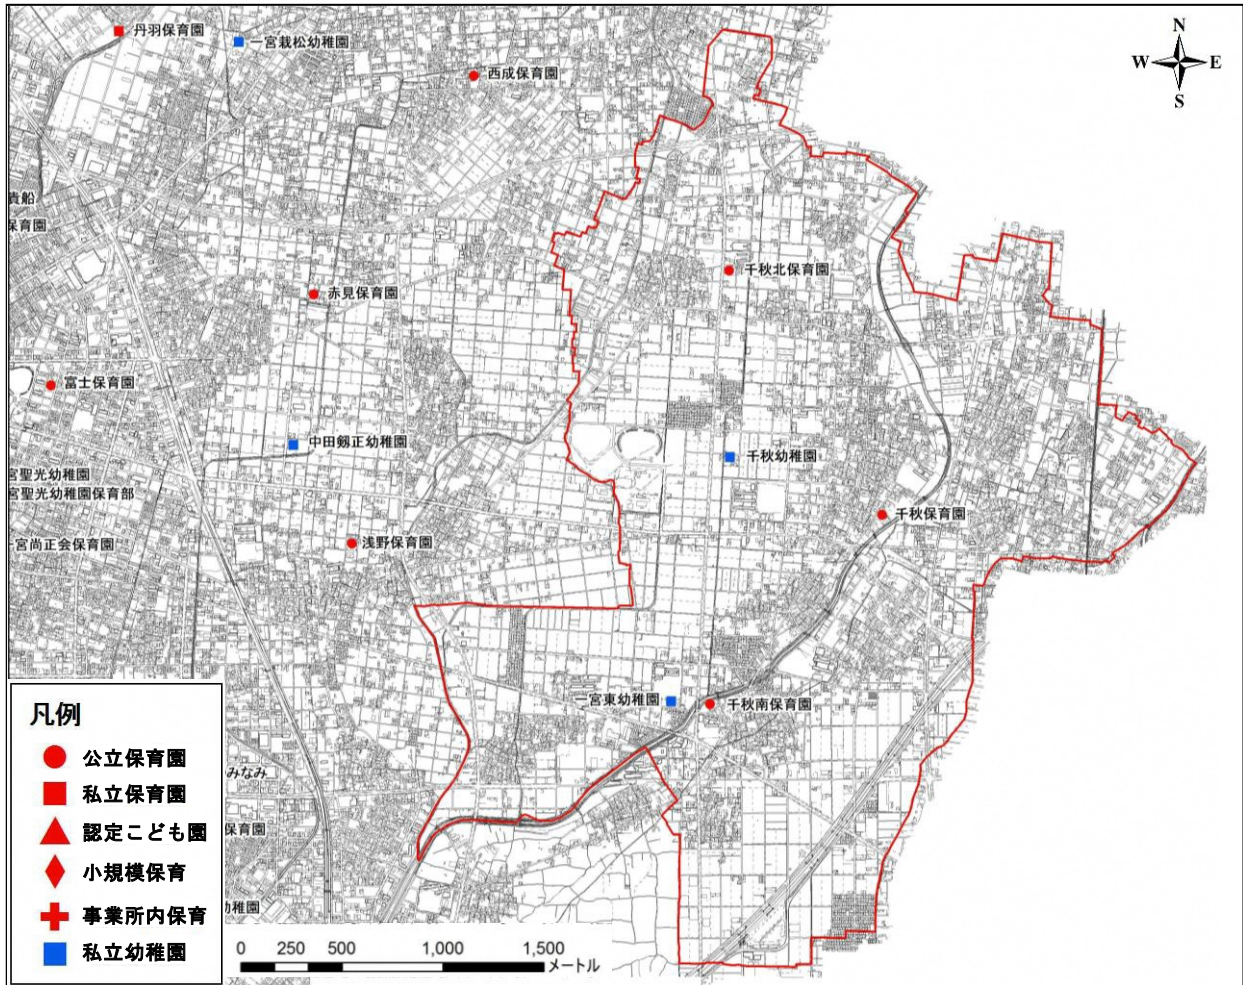 丹羽保育園
一宮栽松幼稚園
西成保育園
N
W
E
S
貴船
保育園
千秋北保育園
赤見保育園
富士保育園
中田剱正幼稚園
千秋幼稚園
宮聖光幼稚園
宮聖光幼稚園保育部
千秋保育園
一宮尚正会保育園
浅野保育園
一宮東幼稚園
千秋南保育園
みなみ
保育園
幼稚園
凡例
公立保育園
私立保育園
認定こども園
小規模保育
事業所内保育
私立幼稚園
0 250 500 1,000 1,500
メートル